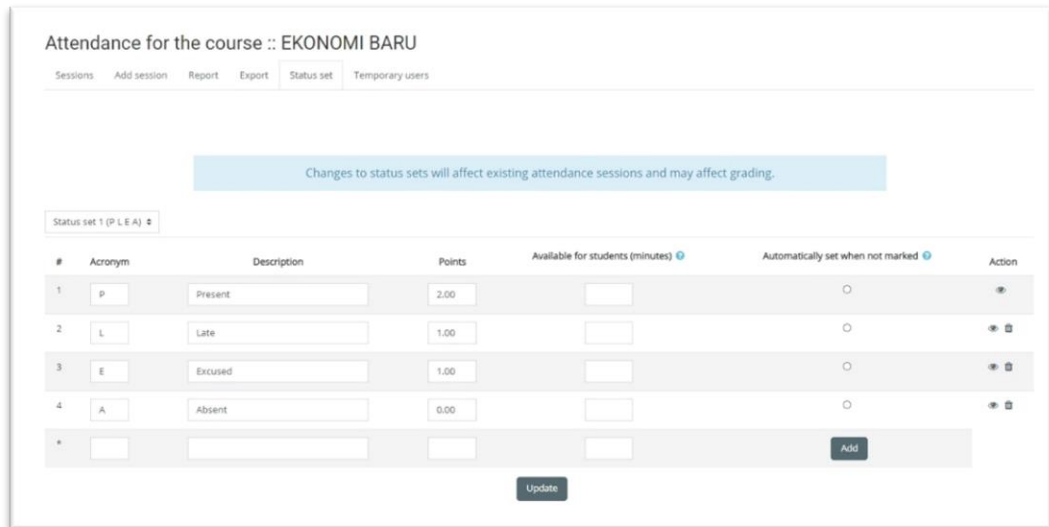 Attendance for the course :: EKONOMI BARU
Sessions Add session Report Export Status set Temporary users
Changes to status sets will affect existing attendance sessions and may affect grading.
Status set 1 (P L E A)
# Acronym Description Points Available for students (minutes) Automatically set when not marked Action
1 P Present 2.00
2 L Late 1.00
3 E Excused 1.00
4 A Absent 0.00
* Add
Update